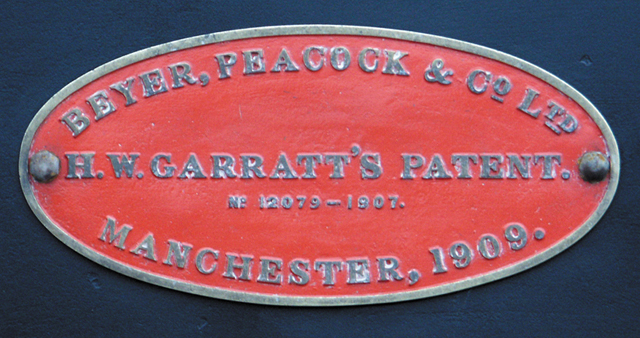 BEYER, PEACOCK & CO LTD
H.W. GARRATT'S PATENT.
No 12079-1907.
MANCHESTER, 1909.